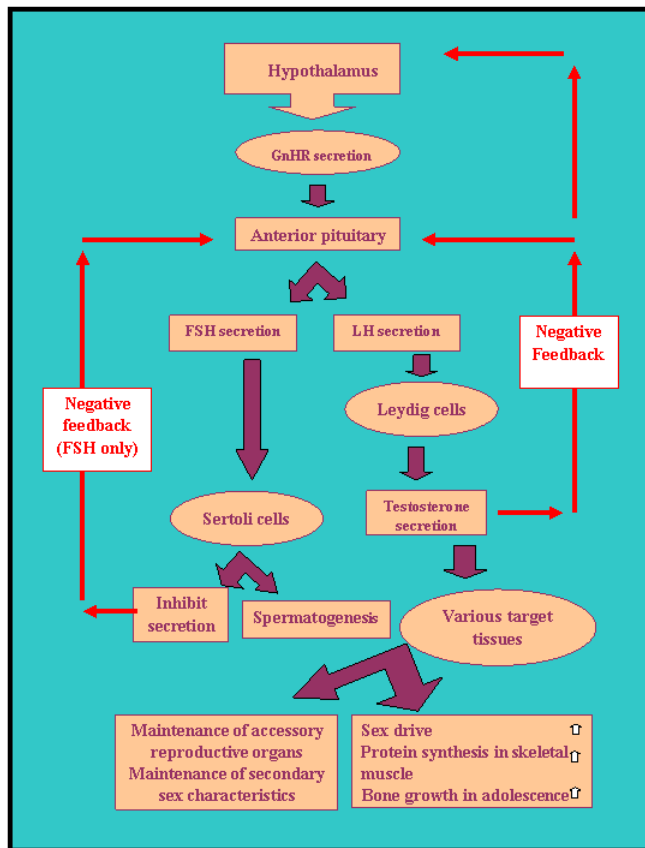 Hypothalamus
GnHR secretion
Anterior pituitary
FSH secretion
LH secretion
Negative
Feedback
Negative
feedback
(FSH only)
Leydig cells
Sertoli cells
Testosterone
secretion
Inhibit
secretion
Spermatogenesis
Various target
tissues
Maintenance of accessory
reproductive organs
Maintenance of secondary
sex characteristics
Sex drive
Protein synthesis in skeletal
muscle
Bone growth in adolescence